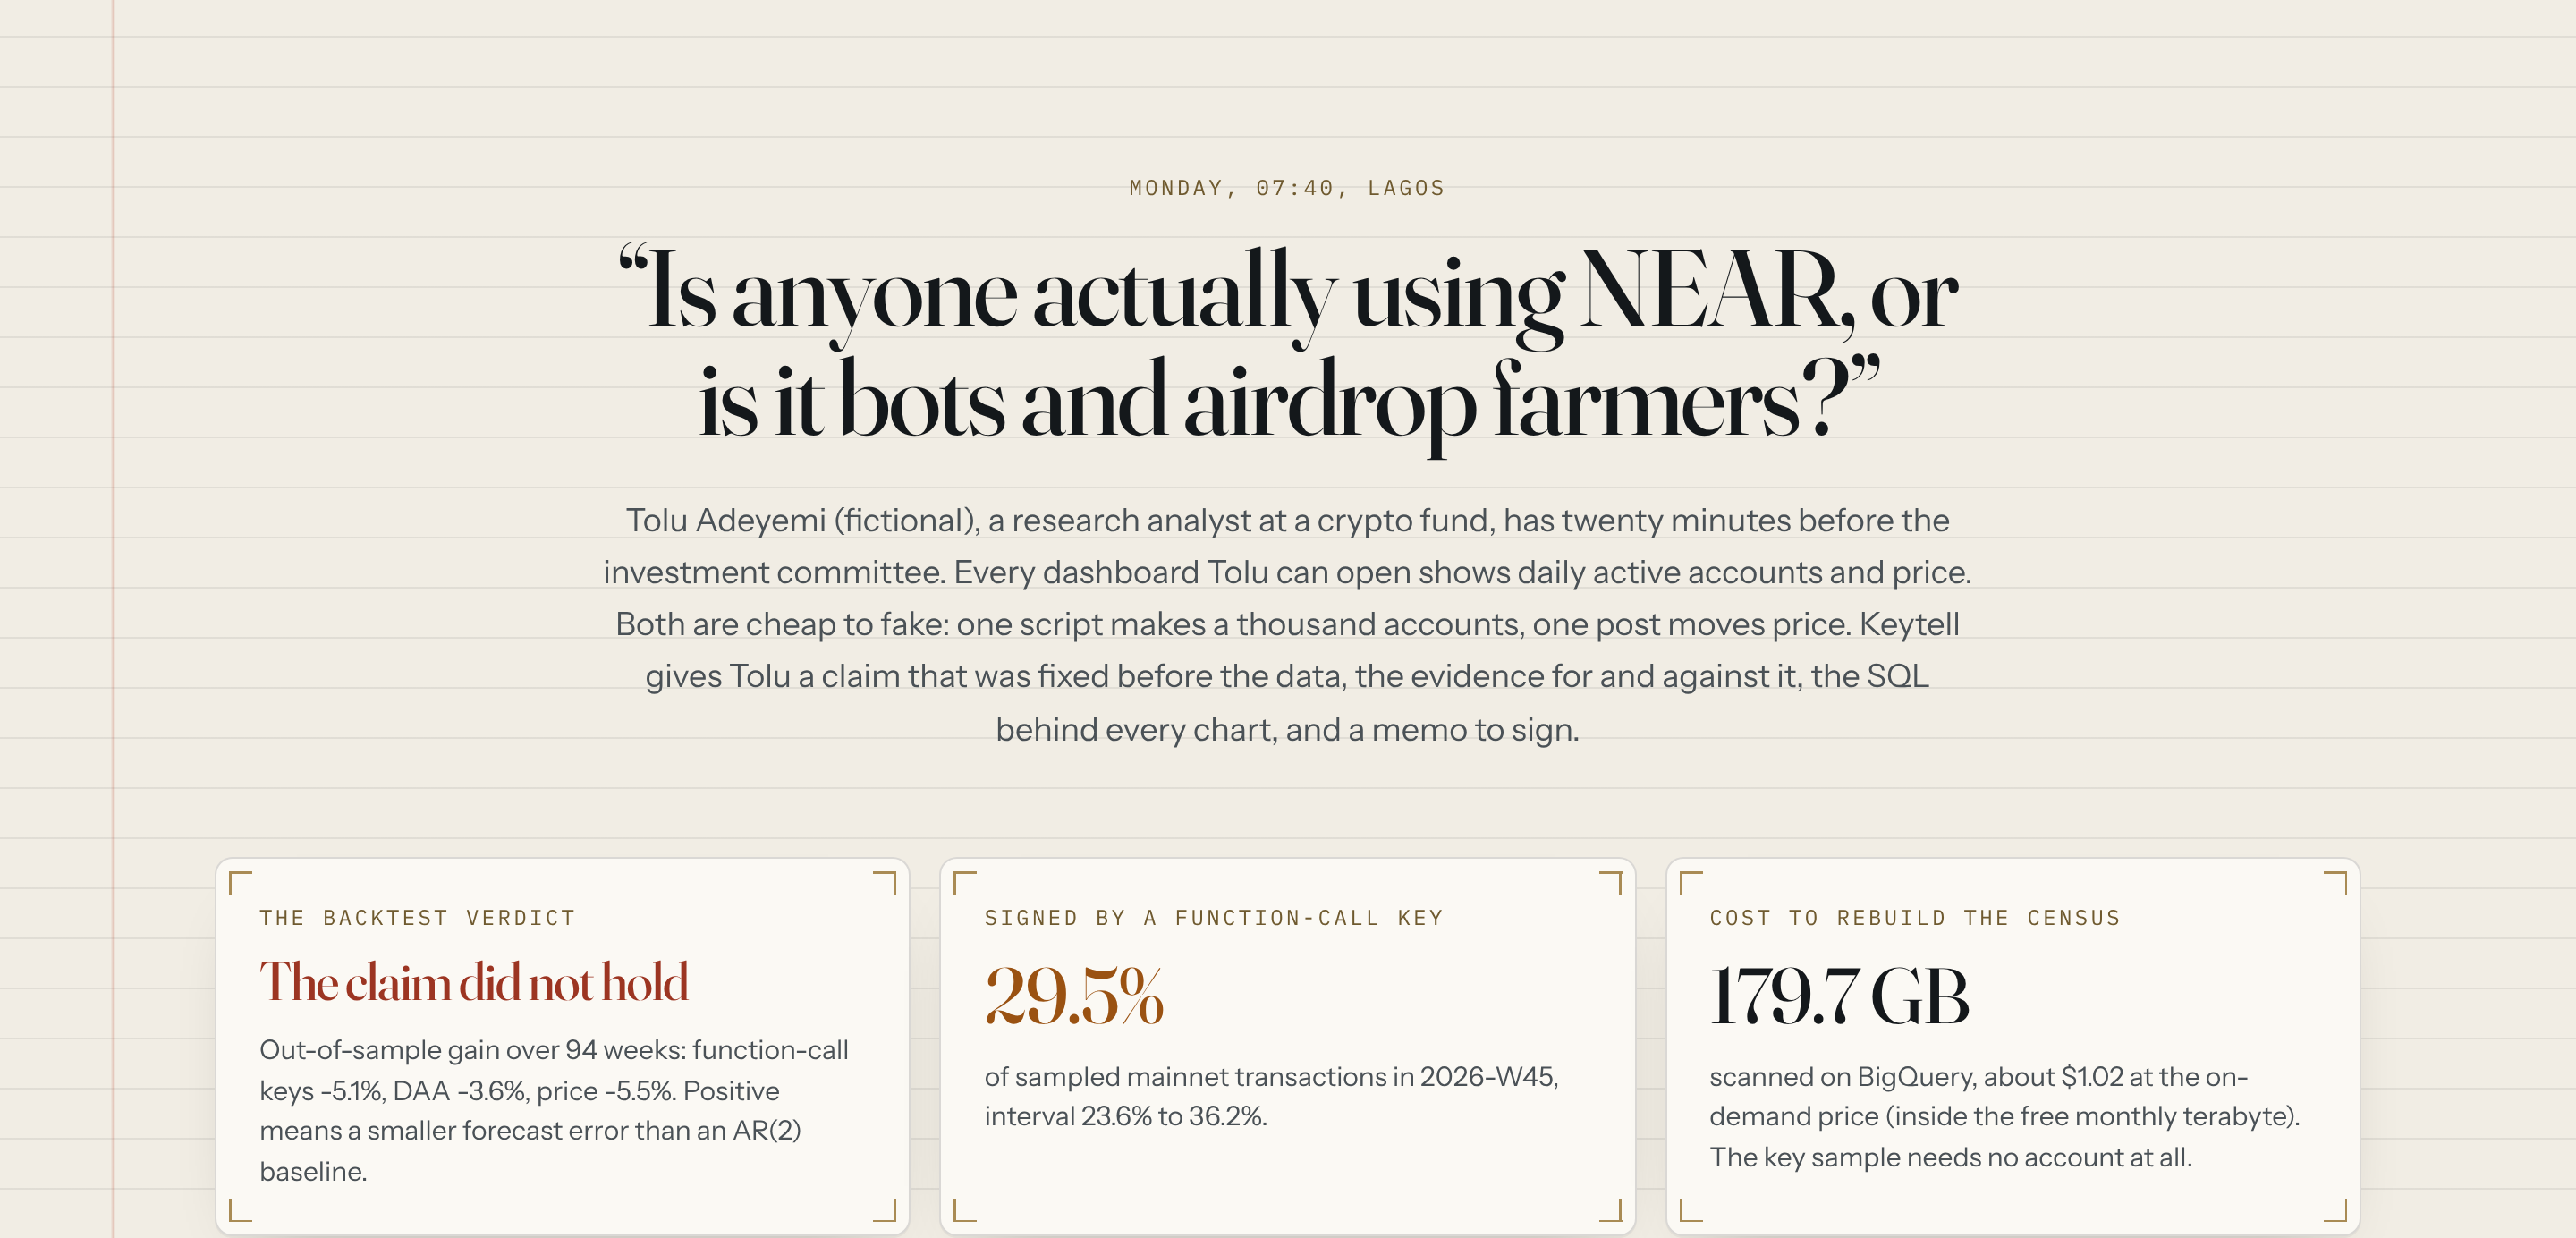 MONDAY, 07:40, LAGOS
“Is anyone actually using NEAR, or
is it bots and airdrop farmers?”
Tolu Adeyemi (fictional), a research analyst at a crypto fund, has twenty minutes before the
investment committee. Every dashboard Tolu can open shows daily active accounts and price.
Both are cheap to fake: one script makes a thousand accounts, one post moves price. Keytell
gives Tolu a claim that was fixed before the data, the evidence for and against it, the SQL
behind every chart, and a memo to sign.
THE BACKTEST VERDICT
The claim did not hold
Out-of-sample gain over 94 weeks: function-call
keys -5.1%, DAA -3.6%, price -5.5%. Positive
means a smaller forecast error than an AR(2)
baseline.
SIGNED BY A FUNCTION-CALL KEY
29.5%
of sampled mainnet transactions in 2026-W45,
interval 23.6% to 36.2%.
COST TO REBUILD THE CENSUS
179.7 GB
scanned on BigQuery, about $1.02 at the on-
demand price (inside the free monthly terabyte).
The key sample needs no account at all.